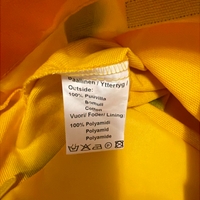 Päällinen / Yttertyg /
Outside:
100% Puuvilla
Bomull
Cotton
Vuori/ Foder/ Lining:
100% Polyamidi
Polyamid
Polyamide